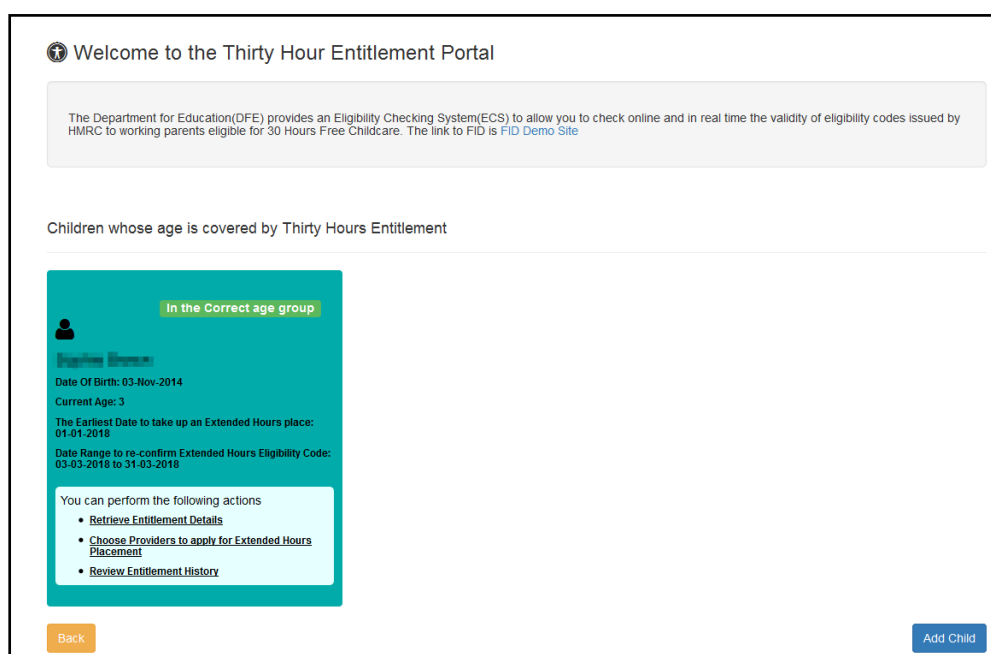 Welcome to the Thirty Hour Entitlement Portal
The Department for Education(DFE) provides an Eligibility Checking System(ECS) to allow you to check online and in real time the validity of eligibility codes issued by
HMRC to working parents eligible for 30 Hours Free Childcare. The link to FID is FID Demo Site
Children whose age is covered by Thirty Hours Entitlement
In the Correct age group
Date Of Birth: 03-Nov-2014
Current Age: 3
The Earliest Date to take up an Extended Hours place:
01-01-2018
Date Range to re-confirm Extended Hours Eligibility Code:
03-03-2018 to 31-03-2018
You can perform the following actions
Retrieve Entitlement Details
Choose Providers to apply for Extended Hours
Placement
Review Entitlement History
Back
Add Child